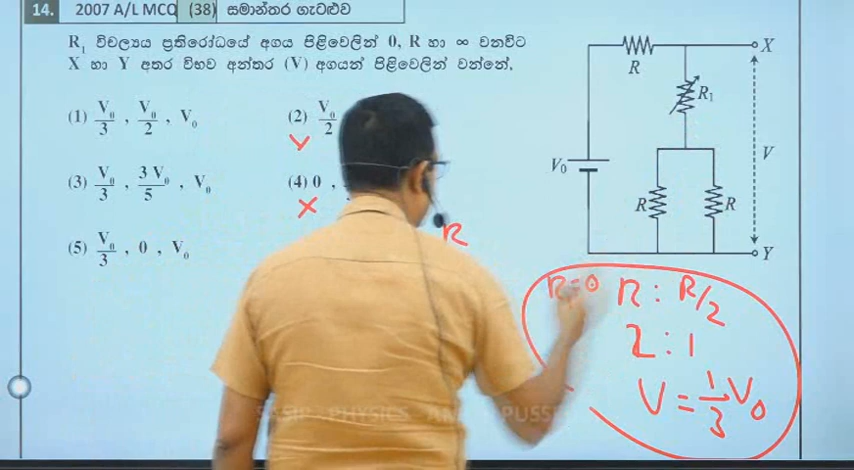 14. 2007 A/L MCQ (38) සමාන්තර ගැටළුව
R₁ විචල්‍යය ප්‍රතිරෝධයේ අගය පිළිවෙලින් 0, R හා ∞ වනවිට
X හා Y අතර විභව අන්තර (V) අගයන් පිළිවෙලින් වන්නේ.
(1) V₀/3 , V₀/2 , V₀
(2) V₀/2
(3) V₀/3 , 3V₀/5 , V₀
(4) 0 ,
(5) V₀/3 , 0 , V₀
R
X
R₁
V₀
V
R
R
Y
R
R=0
R : R/2
2 : 1
V = 1/3 V₀